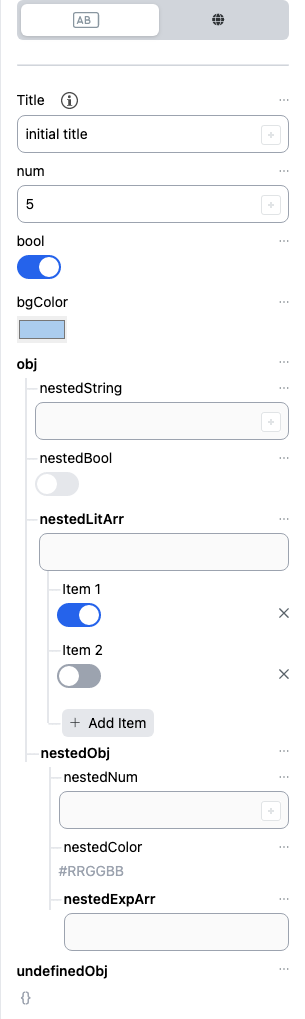 AB
Title
initial title
num
5
bool
bgColor
obj
nestedString
nestedBool
nestedLitArr
Item 1
Item 2
+ Add Item
nestedObj
nestedNum
nestedColor
#RRGGBB
nestedExpArr
undefinedObj
{}